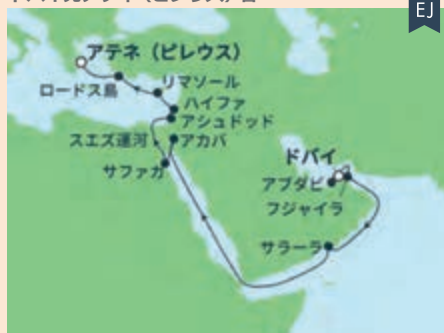 EJ
アテネ（ピレウス）
ロードス島
リマソール
ハイファ
アシュドッド
スエズ運河
アカバ
サファガ
ドバイ
アブダビ
フジャイラ
サラーラ